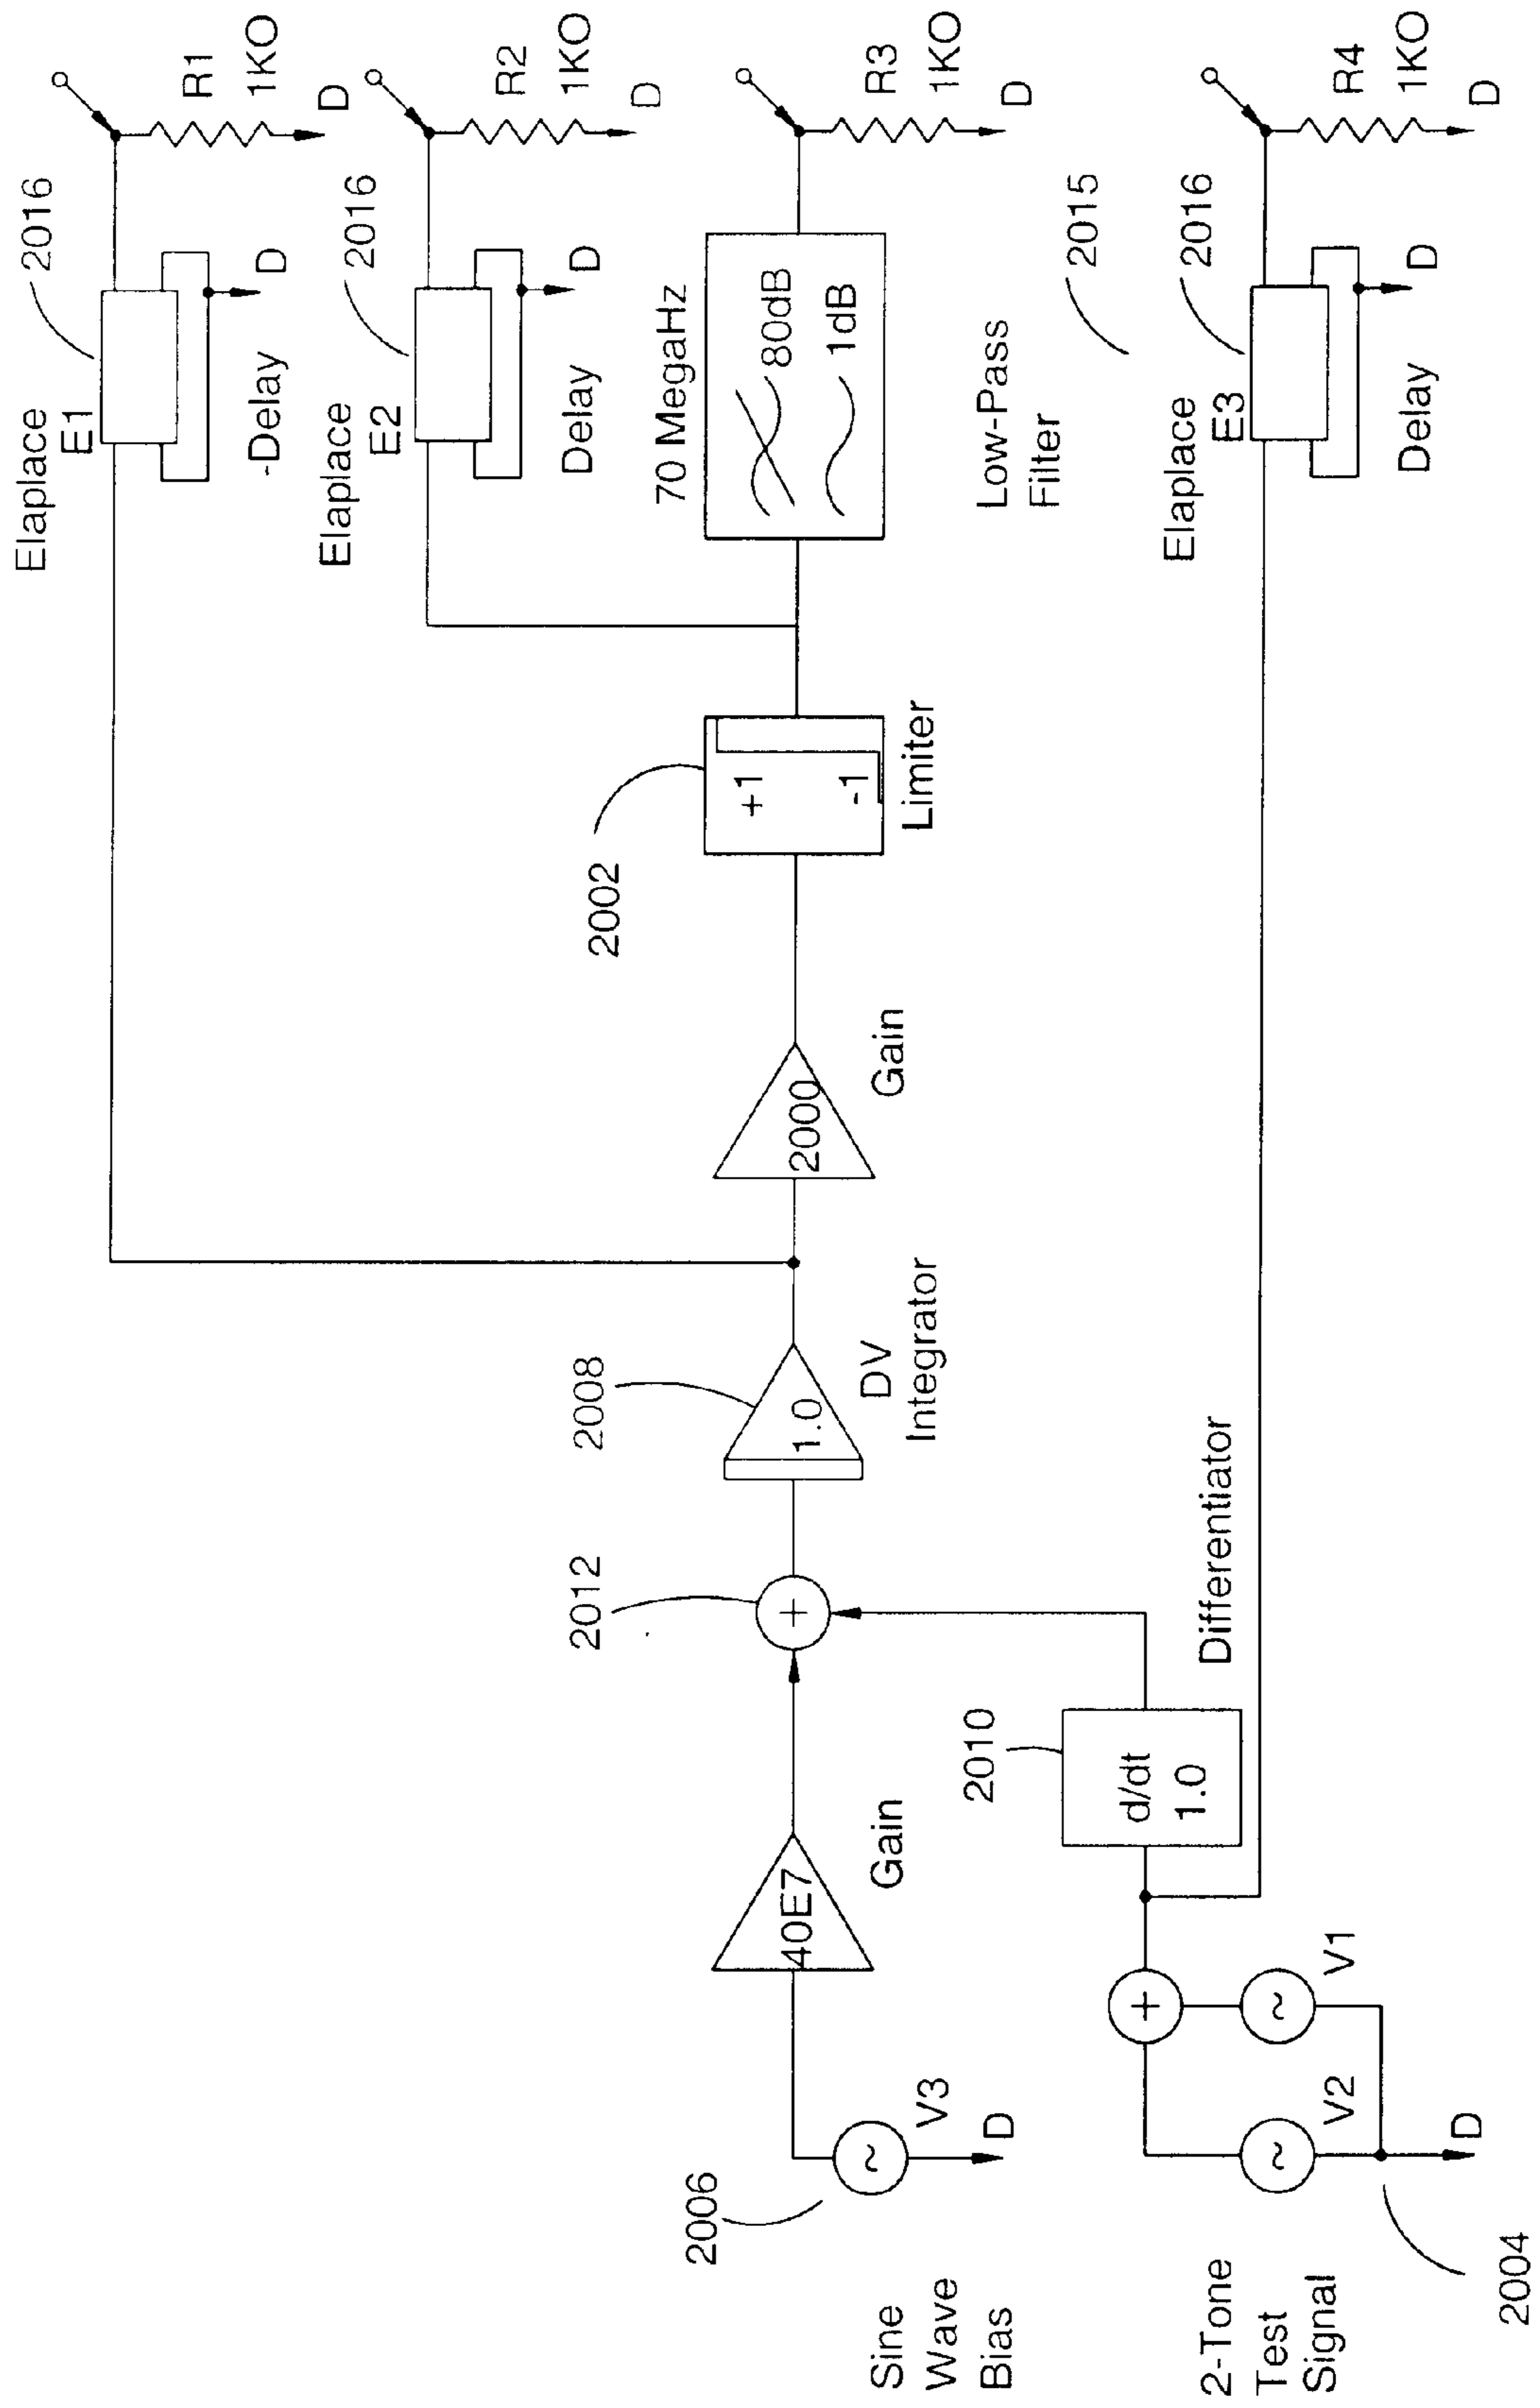 Elaplace
E1
2016
-Delay
D
R1
1KO
D
Elaplace
E2
2016
Delay
D
R2
1KO
D
2006
V3
D
Sine
Wave
Bias
40E7
Gain
2012
2008
1.0
DV
Integrator
2000
Gain
2002
+1
-1
Limiter
70 MegaHz
80dB
1dB
Low-Pass
Filter
2015
R3
1KO
D
2-Tone
Test
Signal
2004
V2
V1
D
2010
d/dt
1.0
Differentiator
Elaplace
E3
2016
Delay
D
R4
1KO
D